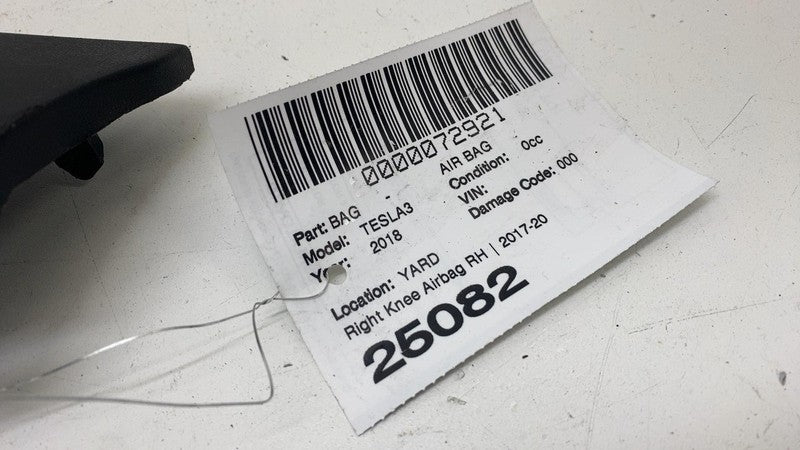 0000072921
Part: BAG - AIR BAG
Model: TESLA3 Condition: 0cc
Year: 2018 VIN:
Damage Code: 000
Location: YARD
Right Knee Airbag RH | 2017-20
25082